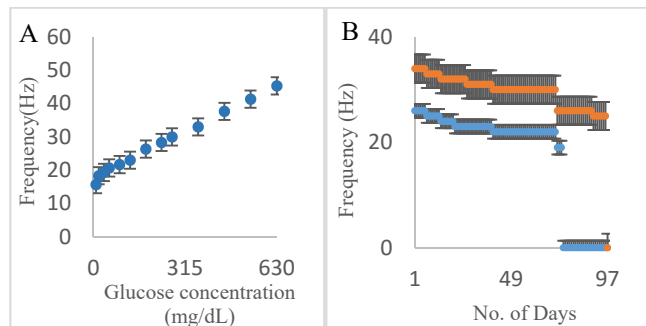 A
60
50
40
30
20
10
0
Frequency(Hz)
0 315 630
Glucose concentration
(mg/dL)
B
40
20
0
Frequency (Hz)
1 49 97
No. of Days